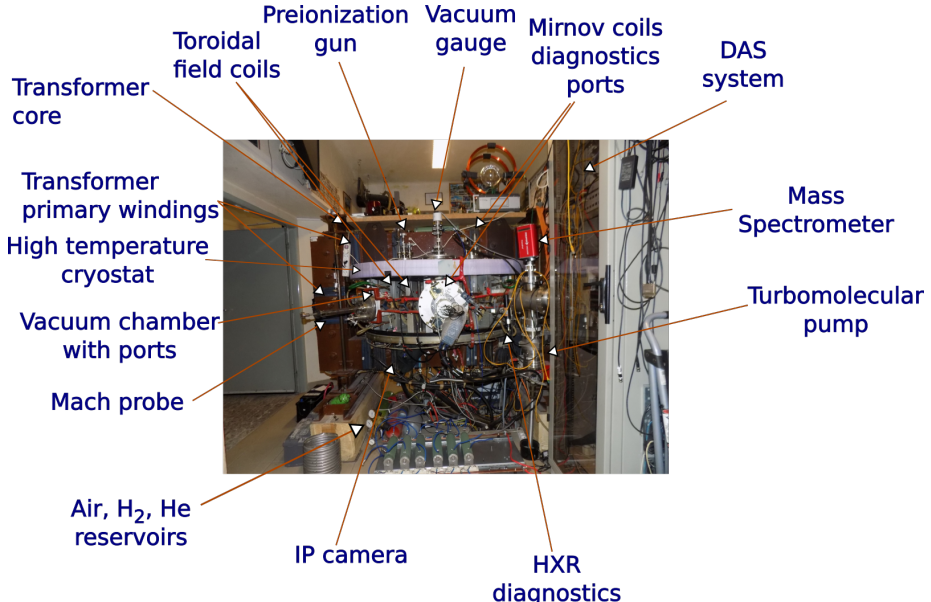 Preionization
gun
Vacuum
gauge
Mirnov coils
diagnostics
ports
Toroidal
field coils
DAS
system
Transformer
core
Transformer
primary windings
Mass
Spectrometer
High temperature
cryostat
Turbomolecular
pump
Vacuum chamber
with ports
Mach probe
Air, H₂, He
reservoirs
IP camera
HXR
diagnostics